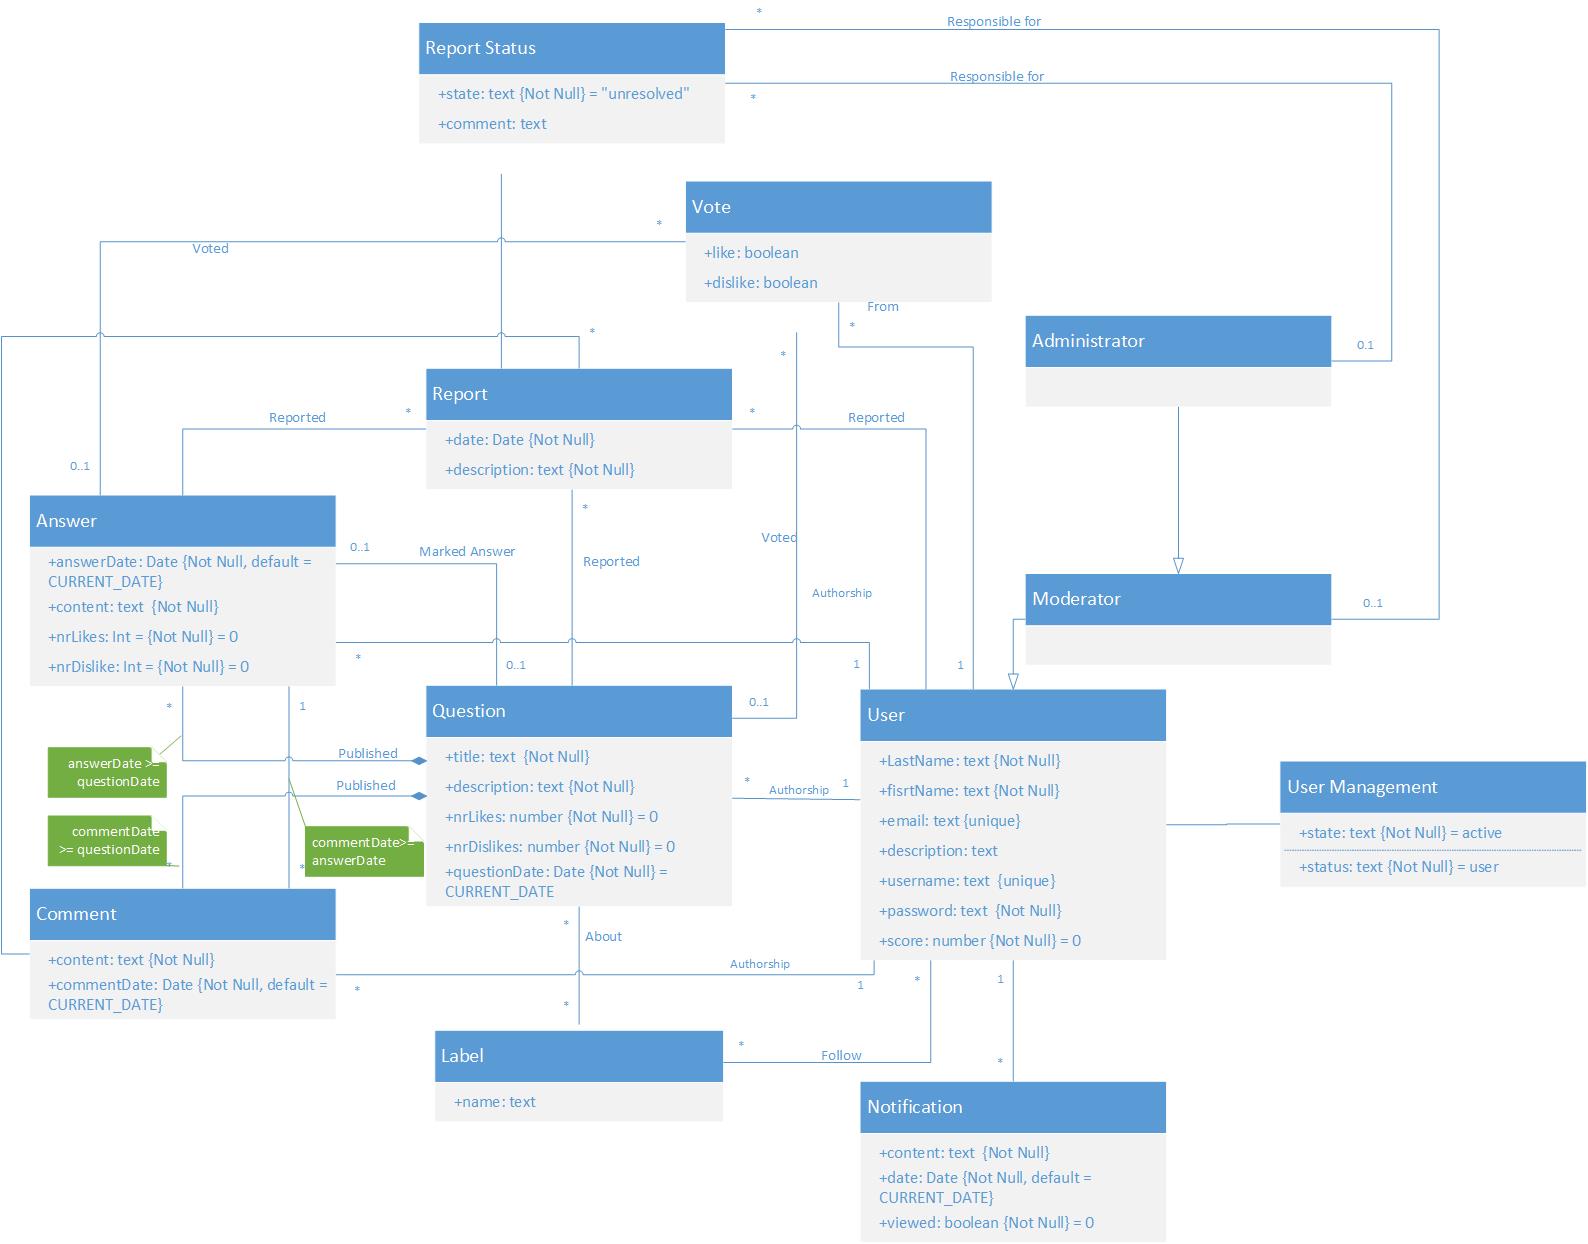 *
Responsible for
Report Status
Responsible for
*
+state: text {Not Null} = "unresolved"
+comment: text
Vote
*
Voted
+like: boolean
+dislike: boolean
From
*
*
*
Administrator
0.1
Report
*
Reported
*
Reported
+date: Date {Not Null}
+description: text {Not Null}
0..1
*
Answer
Voted
0..1
Marked Answer
Reported
+answerDate: Date {Not Null, default =
CURRENT_DATE}
+content: text {Not Null}
+nrLikes: Int = {Not Null} = 0
+nrDislike: Int = {Not Null} = 0
Authorship
Moderator
0..1
*
0..1
1
1
*
1
0..1
Question
User
Published
Published
answerDate >=
questionDate
+title: text {Not Null}
+description: text {Not Null}
+nrLikes: number {Not Null} = 0
+nrDislikes: number {Not Null} = 0
+questionDate: Date {Not Null} =
CURRENT_DATE
*
Authorship
1
+LastName: text {Not Null}
+fisrtName: text {Not Null}
+email: text {unique}
+description: text
+username: text {unique}
+password: text {Not Null}
+score: number {Not Null} = 0
User Management
+state: text {Not Null} = active
+status: text {Not Null} = user
commentDate
>= questionDate
*
commentDate>=
answerDate
*
Comment
+content: text {Not Null}
+commentDate: Date {Not Null, default =
CURRENT_DATE}
*
About
Authorship
*
1
*
1
*
Label
*
Follow
*
+name: text
Notification
+content: text {Not Null}
+date: Date {Not Null, default =
CURRENT_DATE}
+viewed: boolean {Not Null} = 0